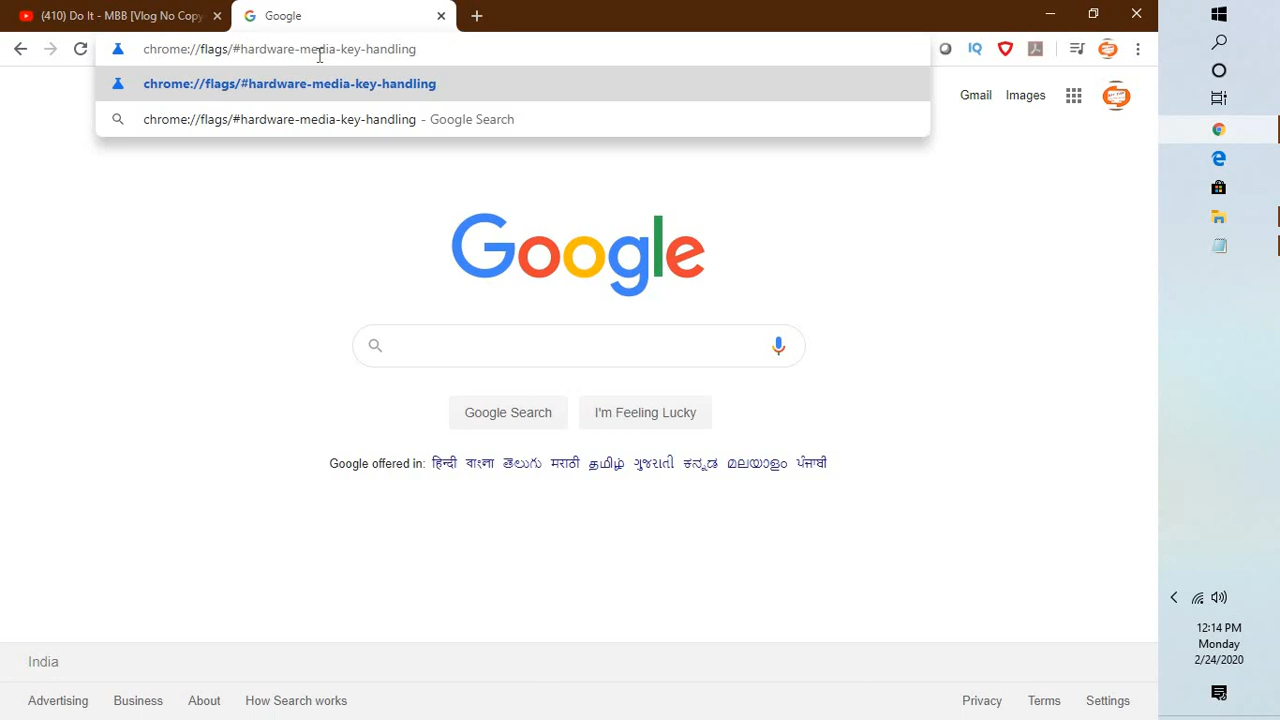 (410) Do It - MBB [Vlog No Copy
Google
chrome://flags/#hardware-media-key-handling
IQ
chrome://flags/#hardware-media-key-handling
chrome://flags/#hardware-media-key-handling - Google Search
Gmail Images
Google
Google Search I'm Feeling Lucky
Google offered in: हिन्दी বাংলা తెలుగు मराठी தமிழ் ગુજરાતી ಕನ್ನಡ മലയാളം ਪੰਜਾਬੀ
India
Advertising Business About How Search works Privacy Terms Settings
12:14 PM
Monday
2/24/2020